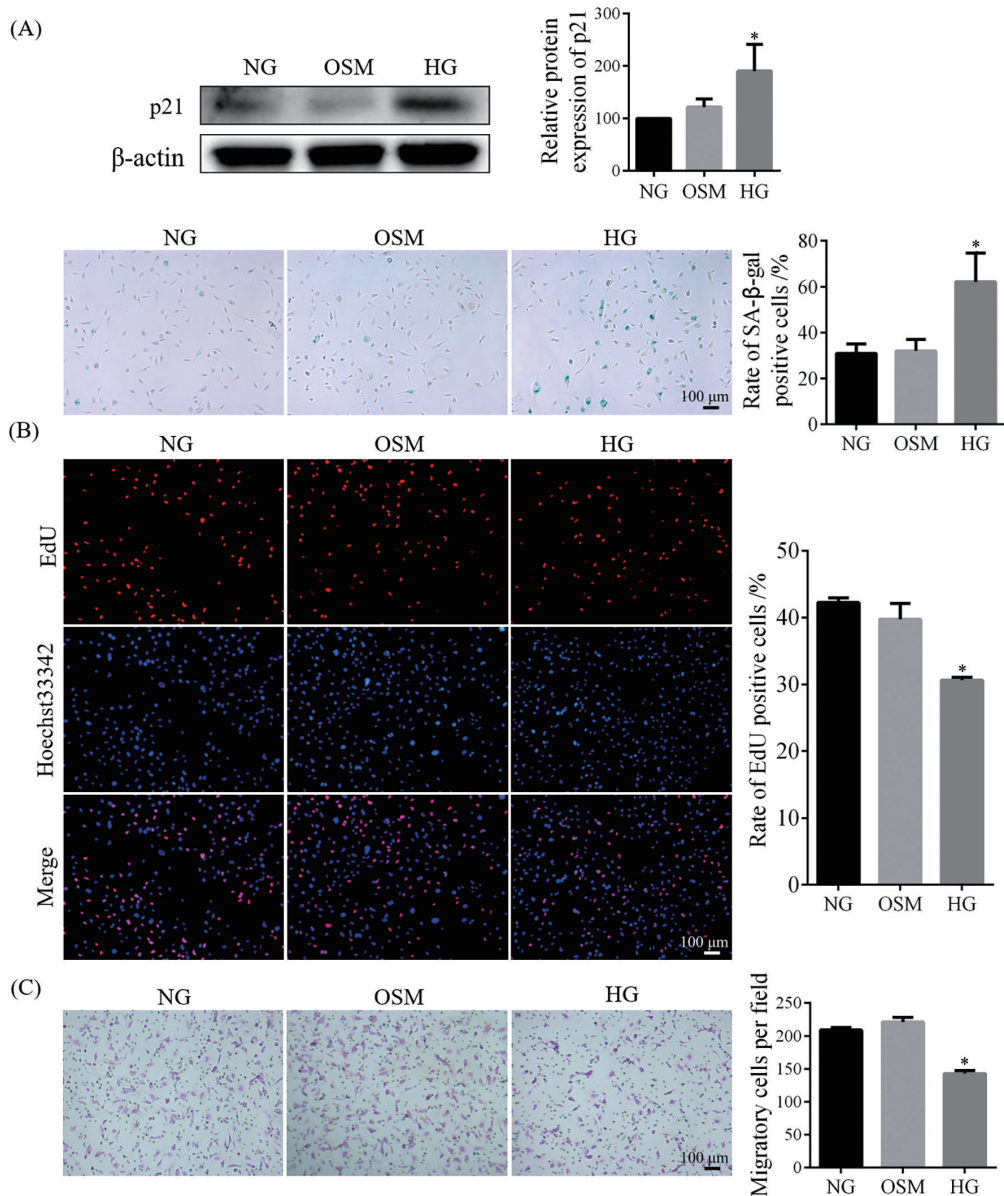 (A)
NG OSM HG
p21
β-actin
Relative protein
expression of p21
300
200
100
0
NG OSM HG
*
NG OSM HG
100 μm
Rate of SA-β-gal
positive cells /%
80
60
40
20
0
NG OSM HG
*
(B)
NG OSM HG
EdU
Hoechst333342
Merge
100 μm
Rate of EdU positive cells /%
50
40
30
20
10
0
NG OSM HG
*
(C)
NG OSM HG
100 μm
Migratory cells per field
250
200
150
100
50
0
NG OSM HG
*